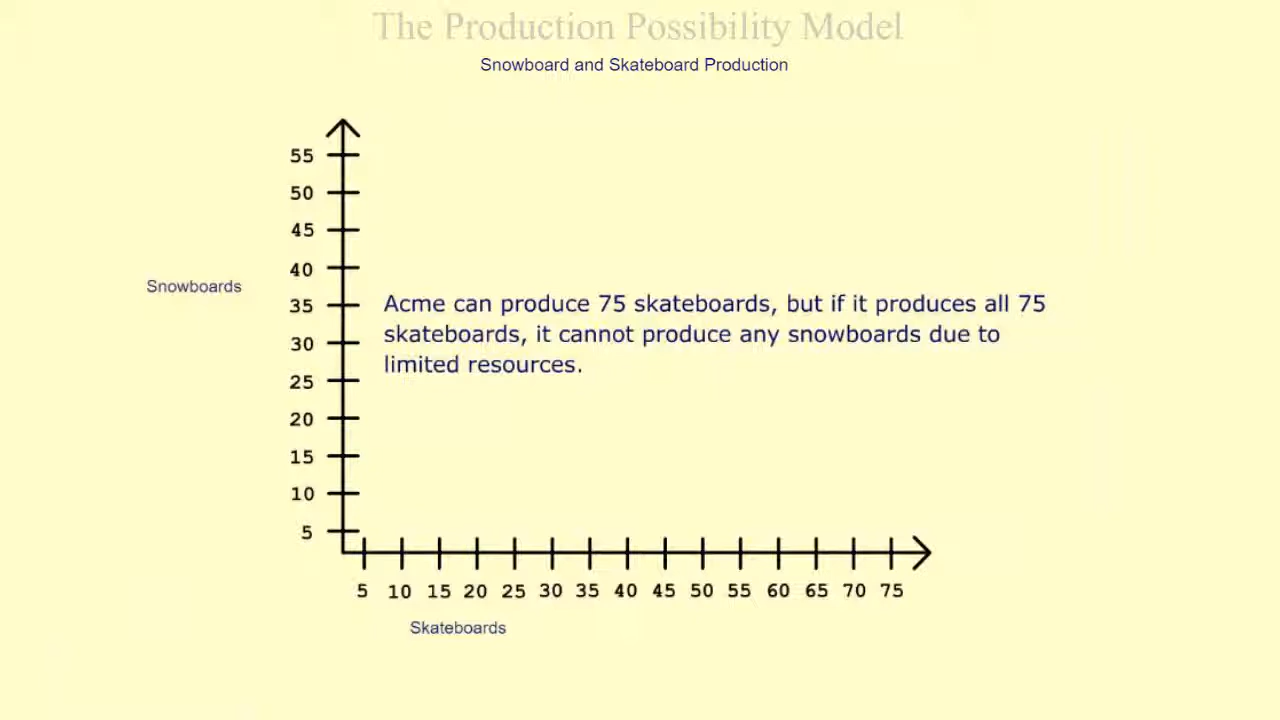 The Production Possibility Model
Snowboard and Skateboard Production
55
50
45
40
Snowboards
35
30
25
20
15
10
5
Acme can produce 75 skateboards, but if it produces all 75
skateboards, it cannot produce any snowboards due to
limited resources.
5 10 15 20 25 30 35 40 45 50 55 60 65 70 75
Skateboards